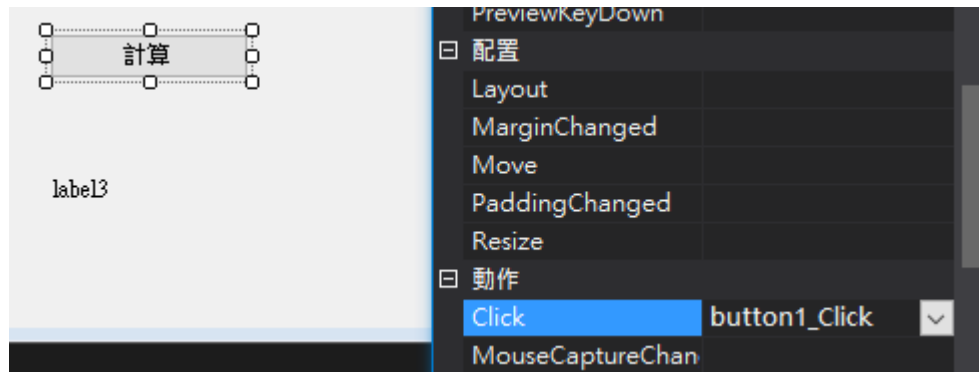 計算
label3
PreviewKeyDown
配置
Layout
MarginChanged
Move
PaddingChanged
Resize
動作
Click button1_Click
MouseCaptureChan